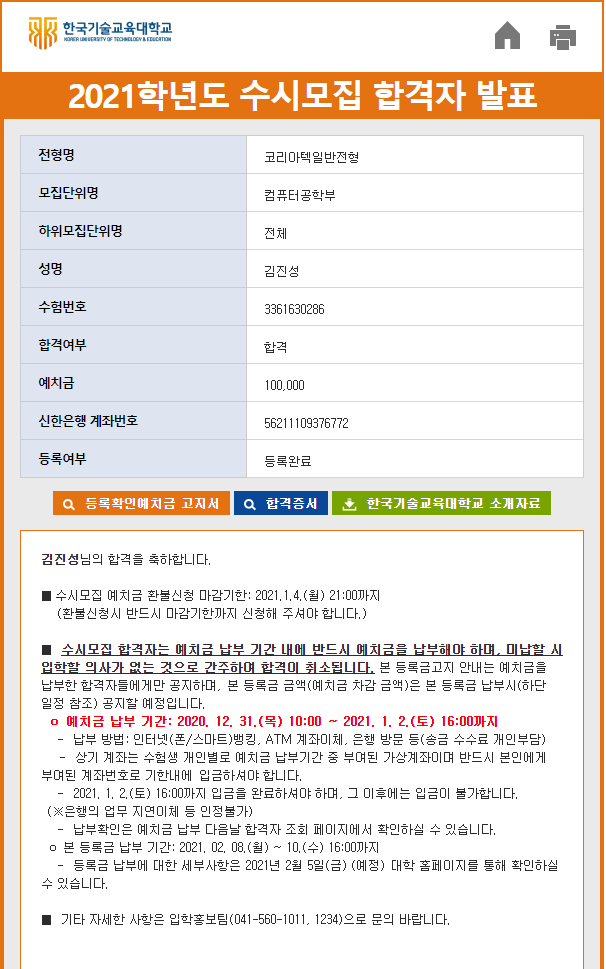 한국기술교육대학교
KOREA UNIVERSITY OF TECHNOLOGY & EDUCATION
2021학년도 수시모집 합격자 발표
전형명 코리아텍일반전형
모집단위명 컴퓨터공학부
하위모집단위명 전체
성명 김진성
수험번호 3361630286
합격여부 합격
예치금 100,000
신한은행 계좌번호 56211109376772
등록여부 등록완료
등록확인예치금 고지서 합격증서 한국기술교육대학교 소개자료
김진성님의 합격을 축하합니다.
■ 수시모집 예치금 환불신청 마감기한: 2021.1.4.(월) 21:00까지
(환불신청시 반드시 마감기한까지 신청해 주셔야 합니다.)
■ 수시모집 합격자는 예치금 납부 기간 내에 반드시 예치금을 납부해야 하며, 미납할 시
입학할 의사가 없는 것으로 간주하여 합격이 취소됩니다. 본 등록금고지 안내는 예치금을
납부한 합격자들에게만 공지하며, 본 등록금 금액(예치금 차감 금액)은 본 등록금 납부시(하단
일정 참조) 공지할 예정입니다.
ㅇ 예치금 납부 기간: 2020. 12. 31.(목) 10:00 ~ 2021. 1. 2.(토) 16:00까지
- 납부 방법: 인터넷(폰/스마트)뱅킹, ATM 계좌이체, 은행 방문 등(송금 수수료 개인부담)
- 상기 계좌는 수험생 개인별로 예치금 납부기간 중 부여된 가상계좌이며 반드시 본인에게
부여된 계좌번호로 기한내에 입금하셔야 합니다.
- 2021. 1. 2.(토) 16:00까지 입금을 완료하셔야 하며, 그 이후에는 입금이 불가합니다.
(※은행의 업무 지연이체 등 인정불가)
- 납부확인은 예치금 납부 다음날 합격자 조회 페이지에서 확인하실 수 있습니다.
ㅇ 본 등록금 납부 기간: 2021. 02. 08.(월) ~ 10.(수) 16:00까지
- 등록금 납부에 대한 세부사항은 2021년 2월 5일(금) (예정) 대학 홈페이지를 통해 확인하실
수 있습니다.
■ 기타 자세한 사항은 입학홍보팀(041-560-1011, 1234)으로 문의 바랍니다.